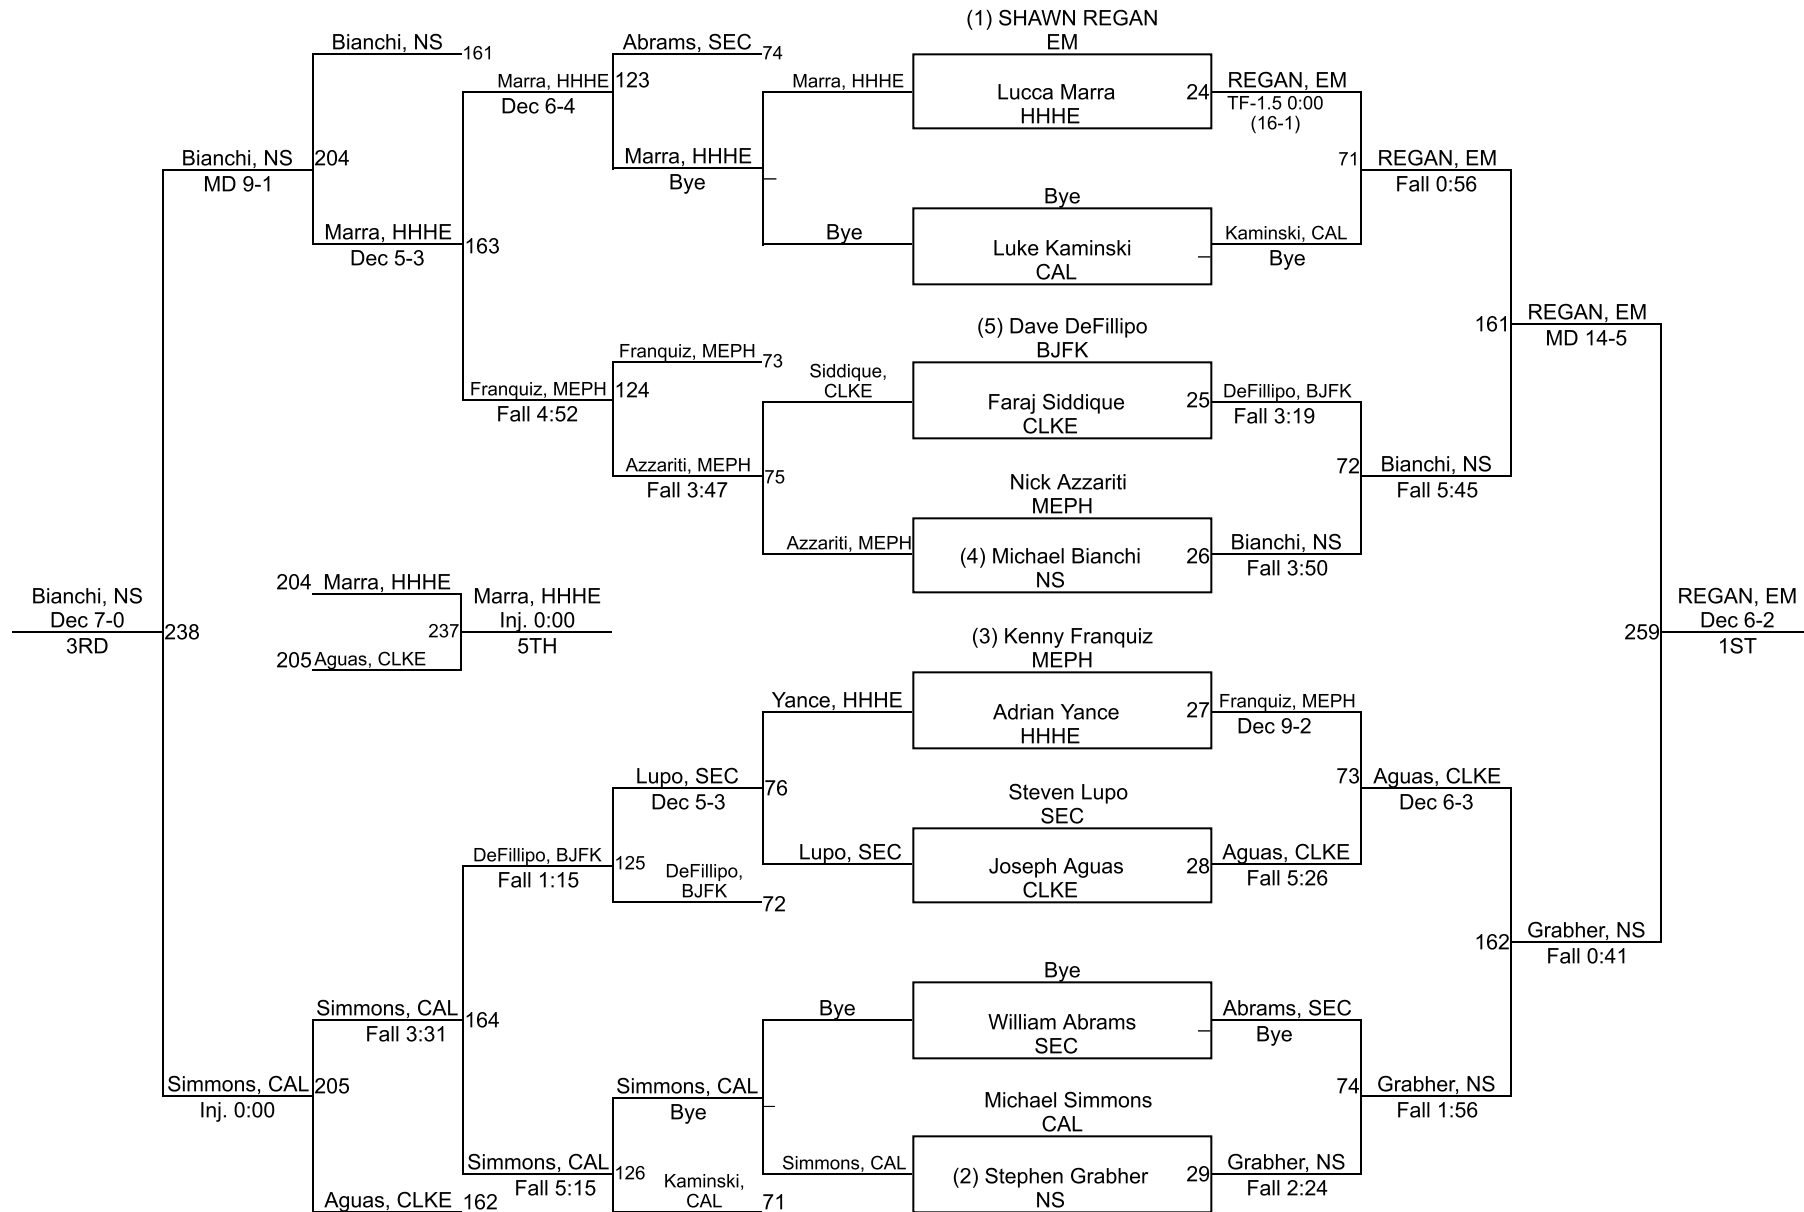 (1) SHAWN REGAN
EM
Bianchi, NS
161
Abrams, SEC
74
Marra, HHHE
123
Dec 6-4
Marra, HHHE
Lucca Marra
HHHE
24
REGAN, EM
TF-1.5 0:00
(16-1)
Bianchi, NS
204
MD 9-1
Marra, HHHE
Bye
71
REGAN, EM
Fall 0:56
Bye
Marra, HHHE
163
Dec 5-3
Bye
Luke Kaminski
CAL
Kaminski, CAL
Bye
(5) Dave DeFillipo
BJFK
161
REGAN, EM
MD 14-5
Franquiz, MEPH
73
Siddique,
CLKE
Franquiz, MEPH
124
Fall 4:52
Faraj Siddique
CLKE
25
DeFillipo, BJFK
Fall 3:19
Azzariti, MEPH
75
Fall 3:47
Nick Azzariti
MEPH
72
Bianchi, NS
Fall 5:45
Azzariti, MEPH
(4) Michael Bianchi
NS
26
Bianchi, NS
Fall 3:50
204
Marra, HHHE
Bianchi, NS
Dec 7-0
3RD
238
237
Marra, HHHE
Inj. 0:00
5TH
205
Aguas, CLKE
259
REGAN, EM
Dec 6-2
1ST
(3) Kenny Franquiz
MEPH
Yance, HHHE
Adrian Yance
HHHE
27
Franquiz, MEPH
Dec 9-2
Lupo, SEC
76
Dec 5-3
Steven Lupo
SEC
73
Aguas, CLKE
Dec 6-3
DeFillipo, BJFK
125
Fall 1:15
DeFillipo,
BJFK
72
Lupo, SEC
Joseph Aguas
CLKE
28
Aguas, CLKE
Fall 5:26
162
Grabher, NS
Fall 0:41
Bye
Simmons, CAL
164
Fall 3:31
Bye
William Abrams
SEC
Abrams, SEC
Bye
Simmons, CAL
205
Inj. 0:00
Simmons, CAL
Bye
Michael Simmons
CAL
74
Grabher, NS
Fall 1:56
Simmons, CAL
126
Fall 5:15
Kaminski,
CAL
71
Simmons, CAL
(2) Stephen Grabher
NS
29
Grabher, NS
Fall 2:24
Aguas, CLKE
162